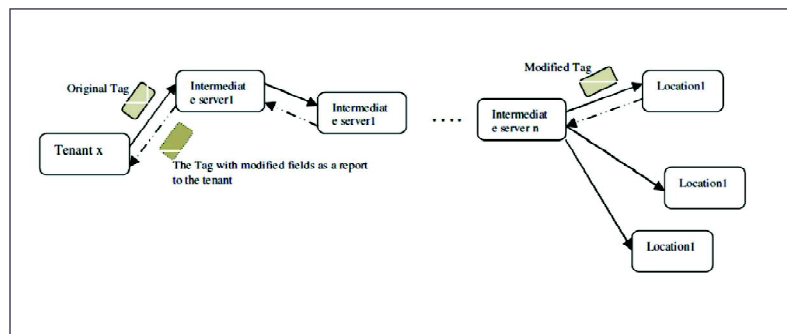 Original Tag
Intermediat
e server1
Intermediat
e server1
Tenant x
The Tag with modified fields as a report
to the tenant
....
Modified Tag
Intermediat
e server n
Location1
Location1
Location1